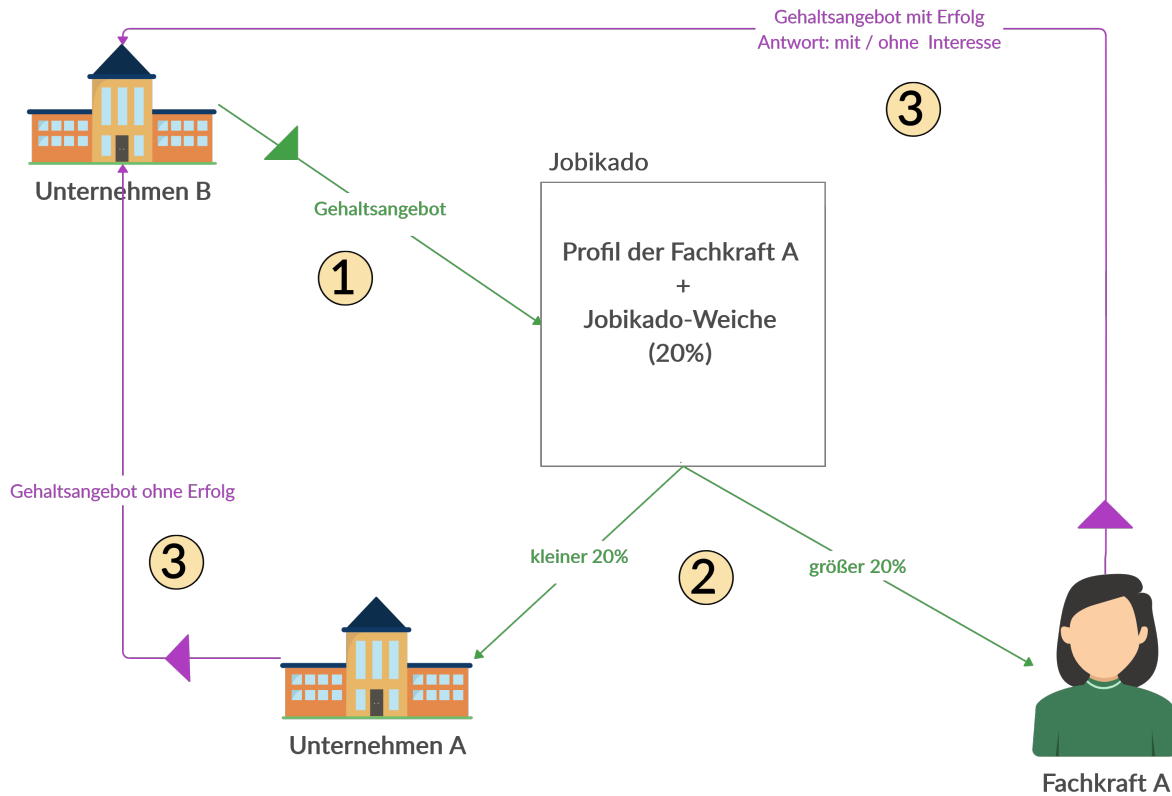 Gehaltsangebot mit Erfolg
Antwort: mit / ohne Interesse
3
Unternehmen B
Jobikado
Gehaltsangebot
1
Profil der Fachkraft A
+
Jobikado-Weiche
(20%)
Gehaltsangebot ohne Erfolg
3
kleiner 20%
2
größer 20%
Unternehmen A
Fachkraft A